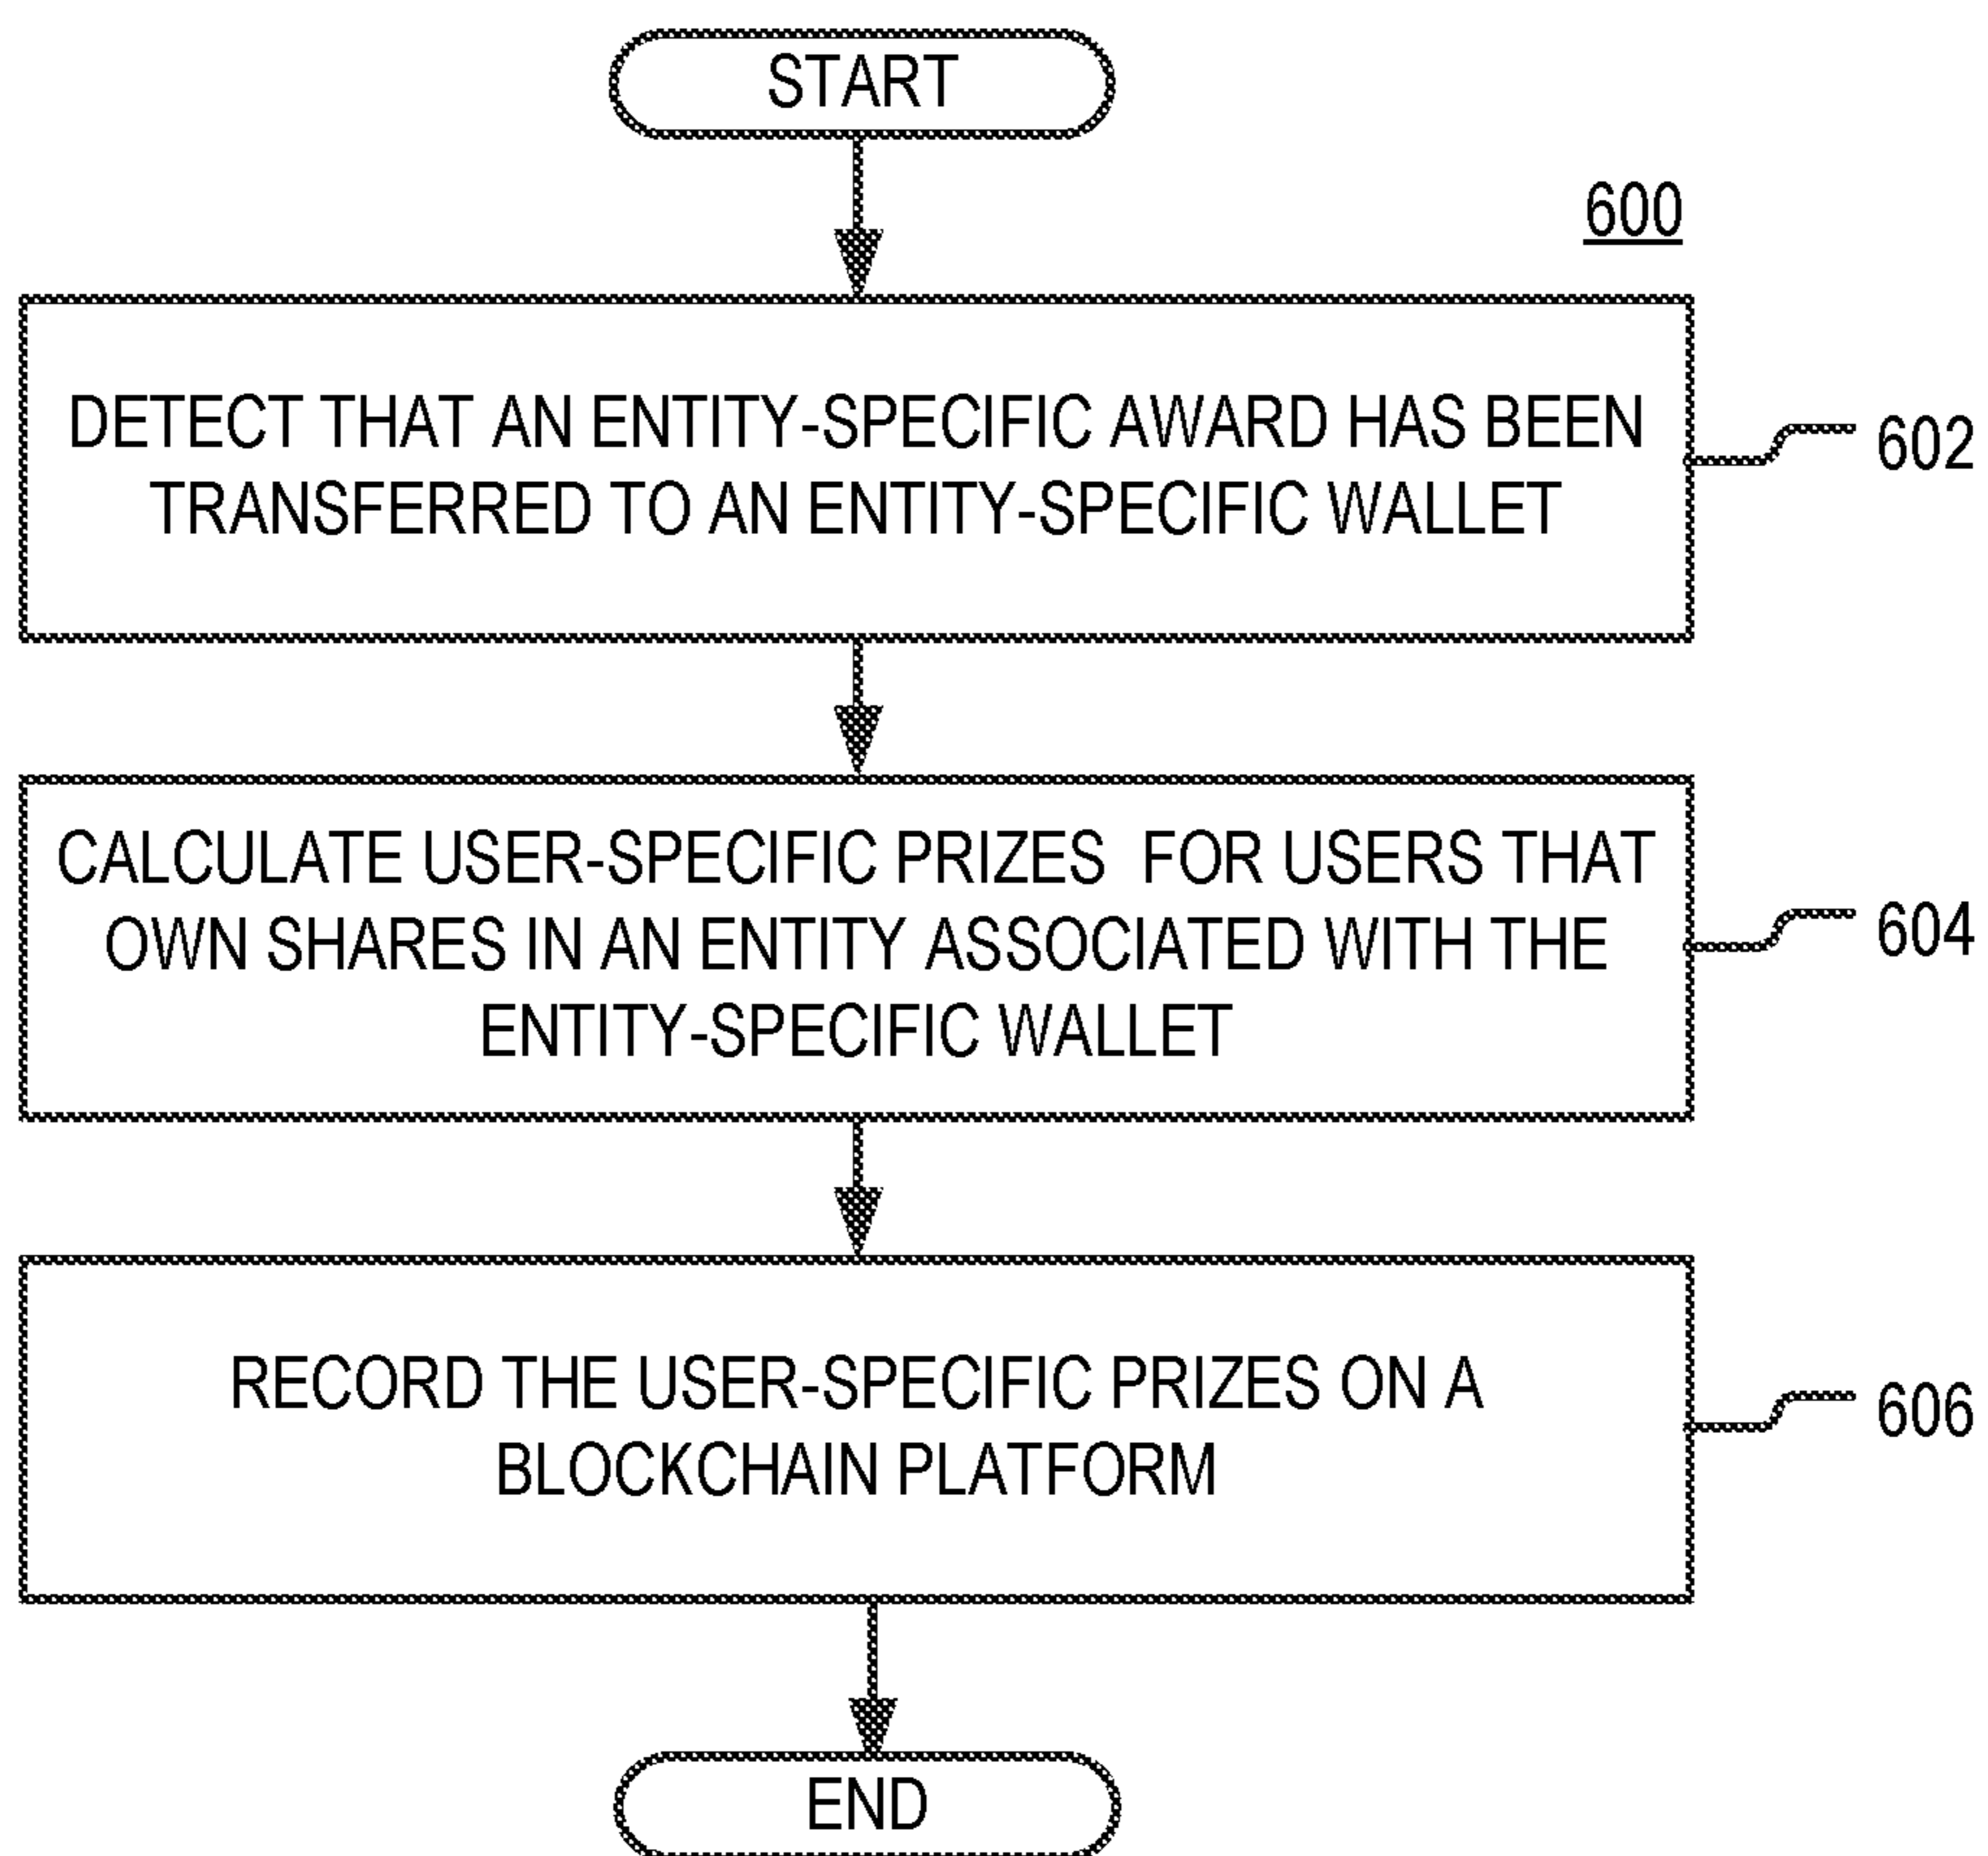 START
600
DETECT THAT AN ENTITY-SPECIFIC AWARD HAS BEEN
TRANSFERRED TO AN ENTITY-SPECIFIC WALLET
602
CALCULATE USER-SPECIFIC PRIZES FOR USERS THAT
OWN SHARES IN AN ENTITY ASSOCIATED WITH THE
ENTITY-SPECIFIC WALLET
604
RECORD THE USER-SPECIFIC PRIZES ON A
BLOCKCHAIN PLATFORM
606
END